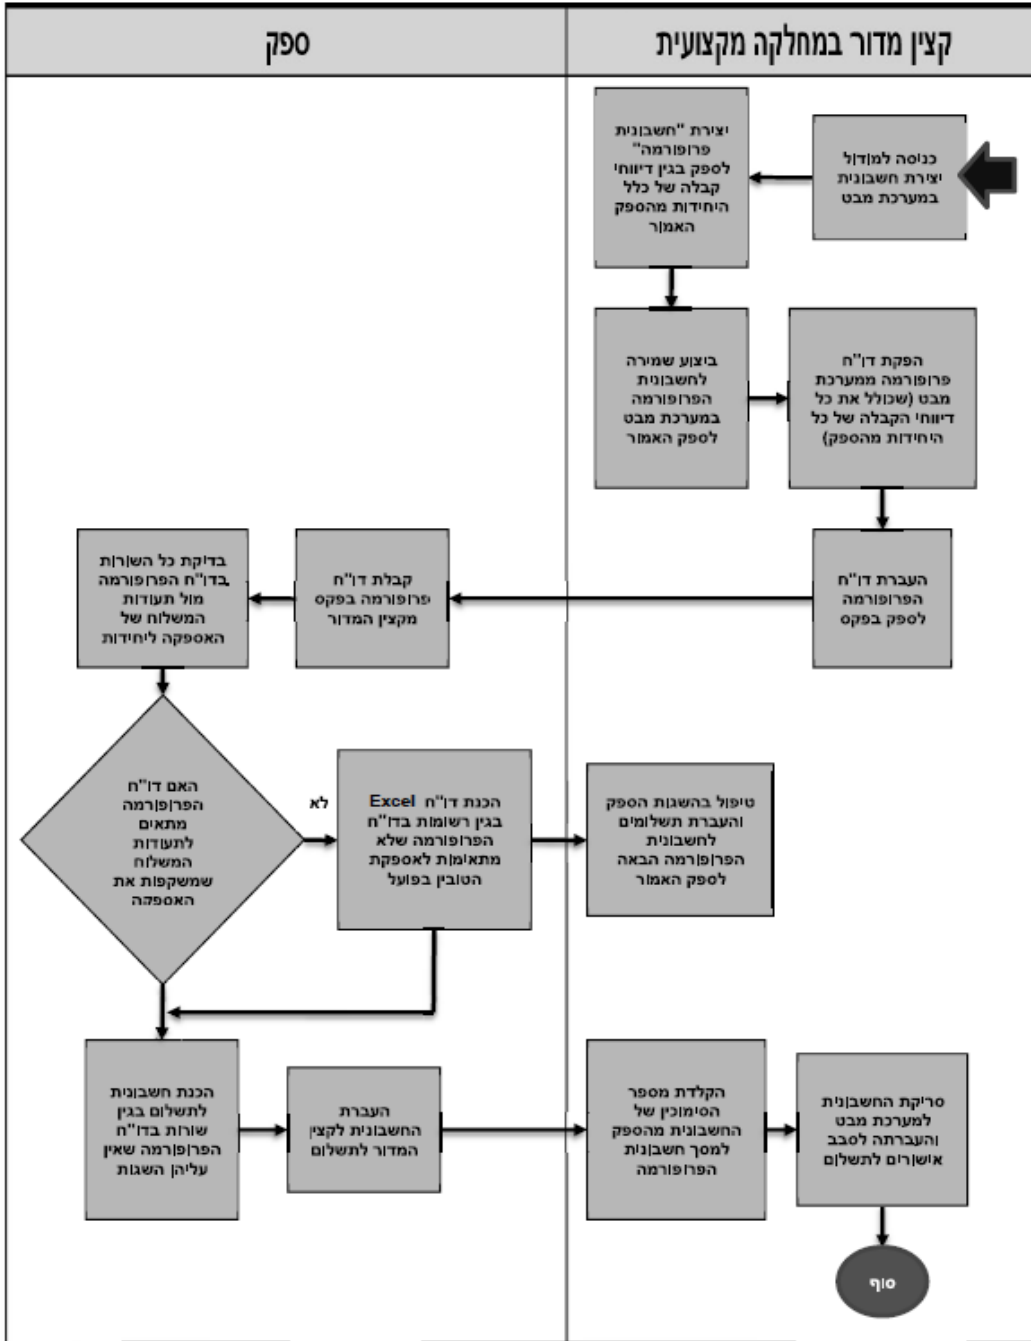 קצין מדור במחלקה מקצועית
ספק
כניסה למודול
יצירת חשבונית
במערכת מבט
יצירת "חשבונית
פרופורמה"
לספק בגין דיווחי
קבלה של כלל
היחידות מהספק
האמור
ביצוע שמירה
לחשבונית
הפרופורמה
במערכת מבט
לספק האמור
הפקת דו"ח
פרופורמה ממערכת
מבט (שכולל את כל
דיווחי הקבלה של כל
היחידות מהספק)
העברת דו"ח
הפרופורמה
לספק בפקס
קבלת דו"ח
פרופורמה בפקס
מקצין המדור
בדיקת כל השורות
בדו"ח הפרופורמה
מול תעודות
המשלוח של
האספקה ליחידות
האם דו"ח
הפרופורמה
מתאים
לתעודות
המשלוח
שמשקפות את
האספקה
לא
הכנת דו"ח Excel
בגין רשומות בדו"ח
הפרופורמה שלא
מתאימות לאספקת
הטובין בפועל
טיפול בהשגות הספק
והעברת תשלומים
לחשבונית
הפרופורמה הבאה
לספק האמור
הכנת חשבונית
לתשלום בגין
שורות בדו"ח
הפרופורמה שאין
עליהן השגות
העברת
החשבונית לקצין
המדור לתשלום
הקלדת מספר
הסימוכין של
החשבונית מהספק
למסך חשבונית
הפרופורמה
סריקת החשבונית
למערכת מבט
והעברתה לסבב
אישורים לתשלום
סוף